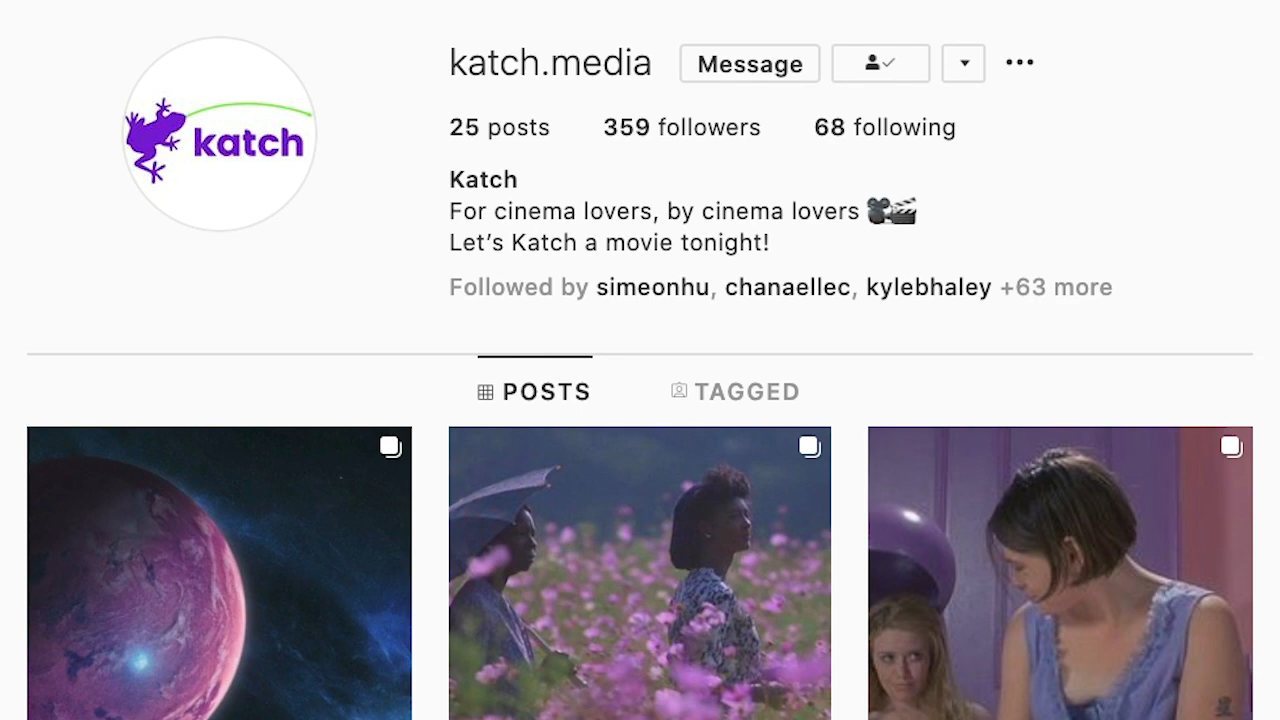 katch
katch.media Message
25 posts 359 followers 68 following
Katch
For cinema lovers, by cinema lovers 🎥🎬
Let’s Katch a movie tonight!
Followed by simeonhu, chanaellec, kylebhaley +63 more
POSTS TAGGED